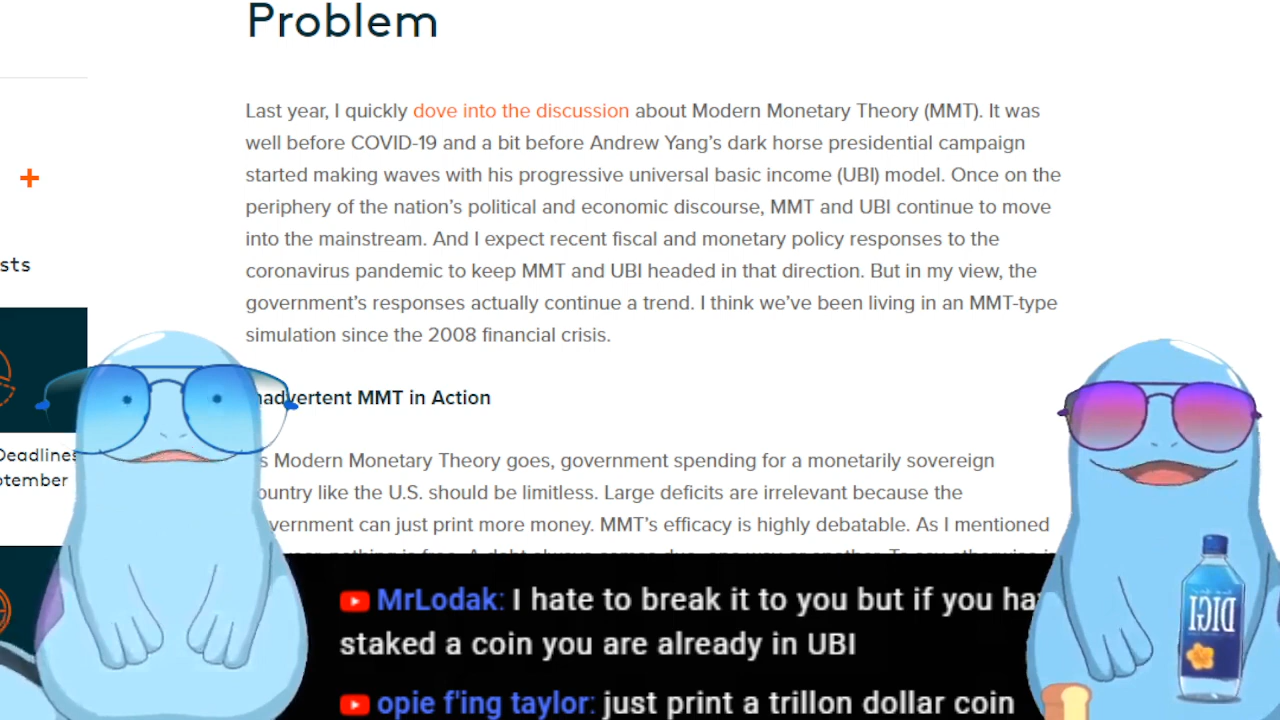 Problem
Last year, I quickly dove into the discussion about Modern Monetary Theory (MMT). It was
well before COVID-19 and a bit before Andrew Yang's dark horse presidential campaign
started making waves with his progressive universal basic income (UBI) model. Once on the
periphery of the nation's political and economic discourse, MMT and UBI continue to move
into the mainstream. And I expect recent fiscal and monetary policy responses to the
coronavirus pandemic to keep MMT and UBI headed in that direction. But in my view, the
government's responses actually continue a trend. I think we've been living in an MMT-type
simulation since the 2008 financial crisis.
+
sts
nadvertent MMT in Action
Deadlines
ptember
s Modern Monetary Theory goes, government spending for a monetarily sovereign
ountry like the U.S. should be limitless. Large deficits are irrelevant because the
vernment can just print more money. MMT's efficacy is highly debatable. As I mentioned
MrLodak: I hate to break it to you but if you ha
staked a coin you are already in UBI
opie f'ing taylor: just print a trillon dollar coin
DIGI